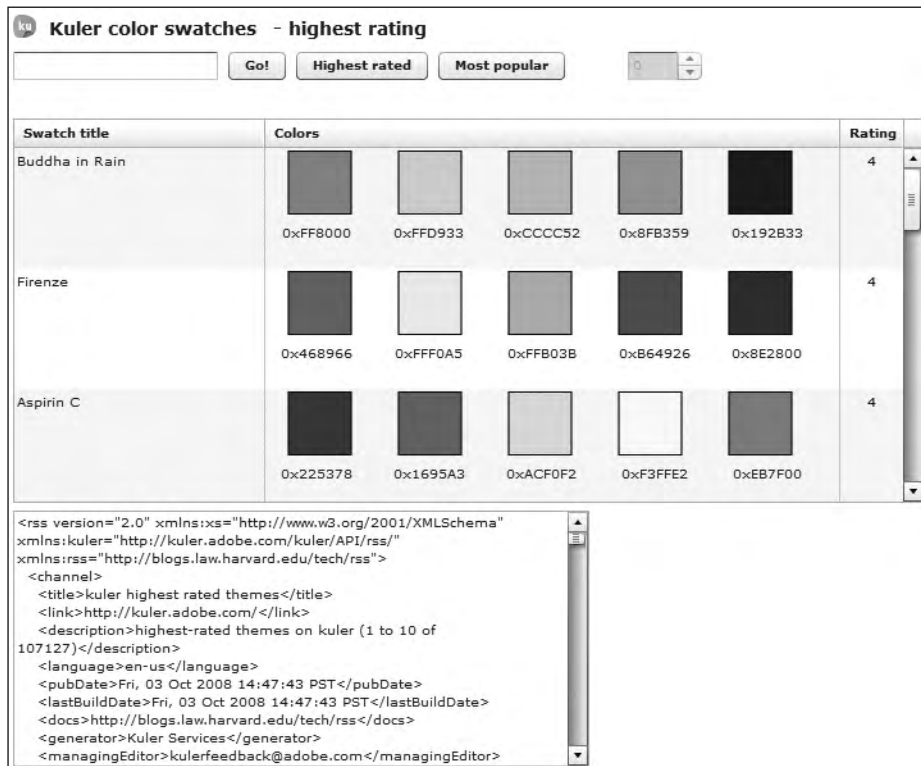 ku Kuler color swatches - highest rating
Go! Highest rated Most popular 0
Swatch title Colors Rating
Buddha in Rain 4
0xFF8000 0xFFD933 0xCCCC52 0x8FB359 0x192B33
Firenze 4
0x468966 0xFFF0A5 0xFFB03B 0xB64926 0x8E2800
Aspirin C 4
0x225378 0x1695A3 0xACF0F2 0xF3FFE2 0xEB7F00
<rss version="2.0" xmlns:xs="http://www.w3.org/2001/XMLSchema"
xmlns:kuler="http://kuler.adobe.com/kuler/API/rss/"
xmlns:rss="http://blogs.law.harvard.edu/tech/rss">
<channel>
<title>kuler highest rated themes</title>
<link>http://kuler.adobe.com/</link>
<description>highest-rated themes on kuler (1 to 10 of
107127)</description>
<language>en-us</language>
<pubDate>Fri, 03 Oct 2008 14:47:43 PST</pubDate>
<lastBuildDate>Fri, 03 Oct 2008 14:47:43 PST</lastBuildDate>
<docs>http://blogs.law.harvard.edu/tech/rss</docs>
<generator>Kuler Services</generator>
<managingEditor>kulerfeedback@adobe.com</managingEditor>